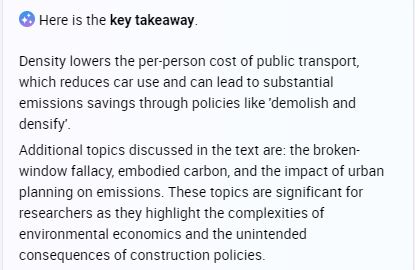 Here is the key takeaway.
Density lowers the per-person cost of public transport,
which reduces car use and can lead to substantial
emissions savings through policies like 'demolish and
densify'.
Additional topics discussed in the text are: the broken-
window fallacy, embodied carbon, and the impact of urban
planning on emissions. These topics are significant for
researchers as they highlight the complexities of
environmental economics and the unintended
consequences of construction policies.